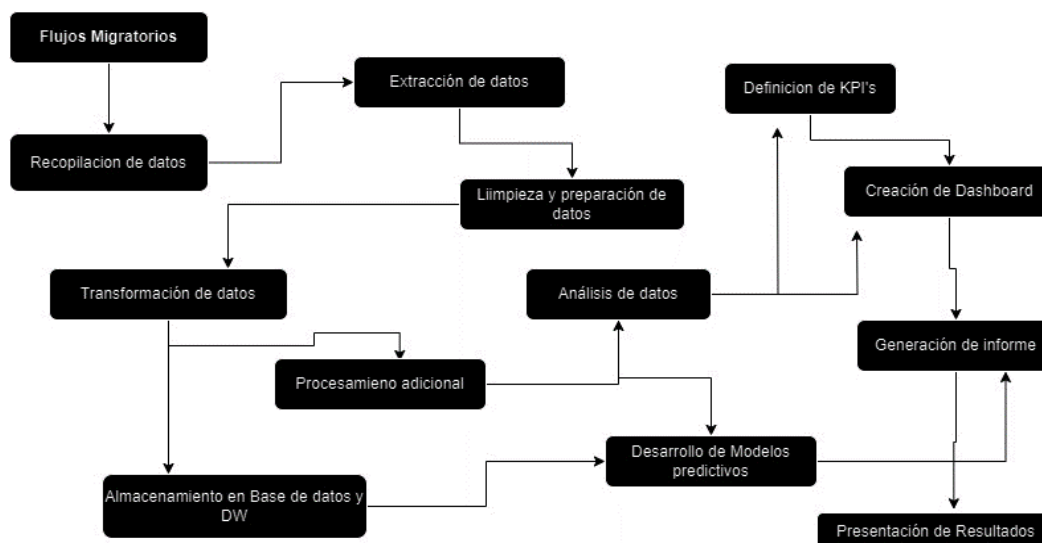 Flujos Migratorios
Recopilacion de datos
Extracción de datos
Liimpieza y preparación de
datos
Transformación de datos
Procesamieno adicional
Almacenamiento en Base de datos y
DW
Análisis de datos
Desarrollo de Modelos
predictivos
Definicion de KPI's
Creación de Dashboard
Generación de informe
Presentación de Resultados